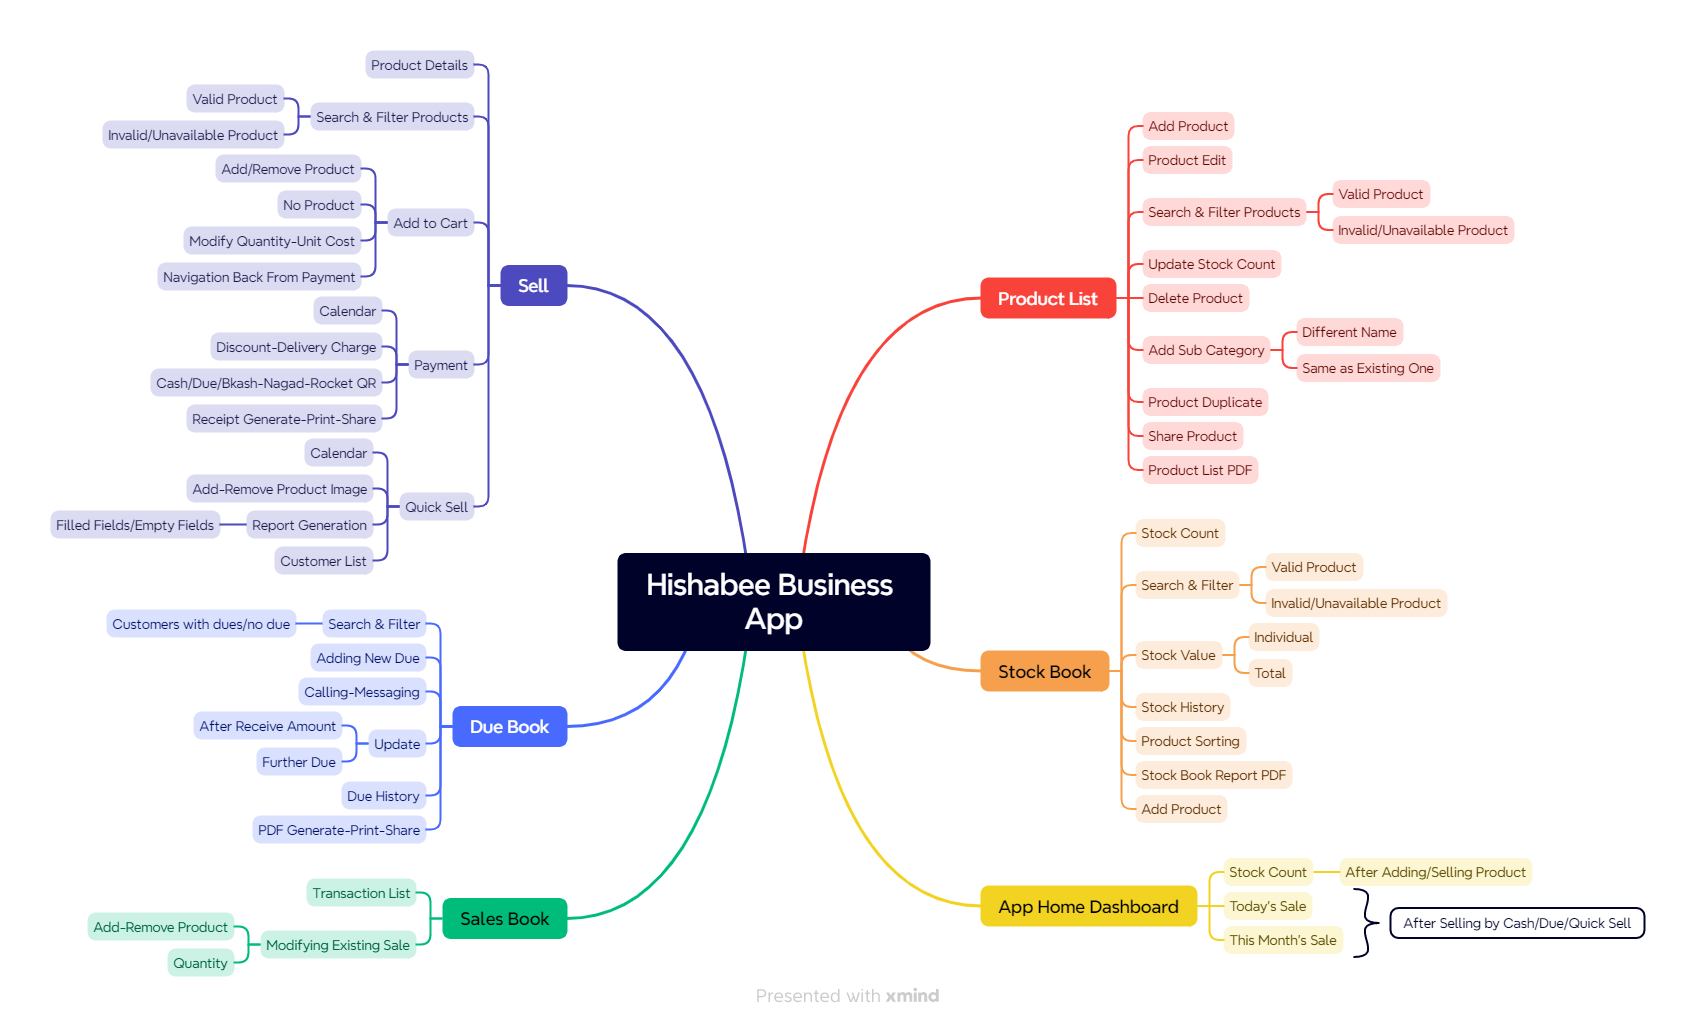 Hishabee Business
App
Sell
Product Details
Search & Filter Products
Valid Product
Invalid/Unavailable Product
Add to Cart
Add/Remove Product
No Product
Modify Quantity-Unit Cost
Navigation Back From Payment
Payment
Calendar
Discount-Delivery Charge
Cash/Due/Bkash-Nagad-Rocket QR
Receipt Generate-Print-Share
Quick Sell
Calendar
Add-Remove Product Image
Report Generation
Filled Fields/Empty Fields
Customer List
Due Book
Search & Filter
Customers with dues/no due
Adding New Due
Calling-Messaging
Update
After Receive Amount
Further Due
Due History
PDF Generate-Print-Share
Sales Book
Transaction List
Modifying Existing Sale
Add-Remove Product
Quantity
Product List
Add Product
Product Edit
Search & Filter Products
Valid Product
Invalid/Unavailable Product
Update Stock Count
Delete Product
Add Sub Category
Different Name
Same as Existing One
Product Duplicate
Share Product
Product List PDF
Stock Book
Stock Count
Search & Filter
Valid Product
Invalid/Unavailable Product
Stock Value
Individual
Total
Stock History
Product Sorting
Stock Book Report PDF
Add Product
App Home Dashboard
Stock Count
After Adding/Selling Product
Today's Sale
This Month's Sale
After Selling by Cash/Due/Quick Sell
Presented with xmind